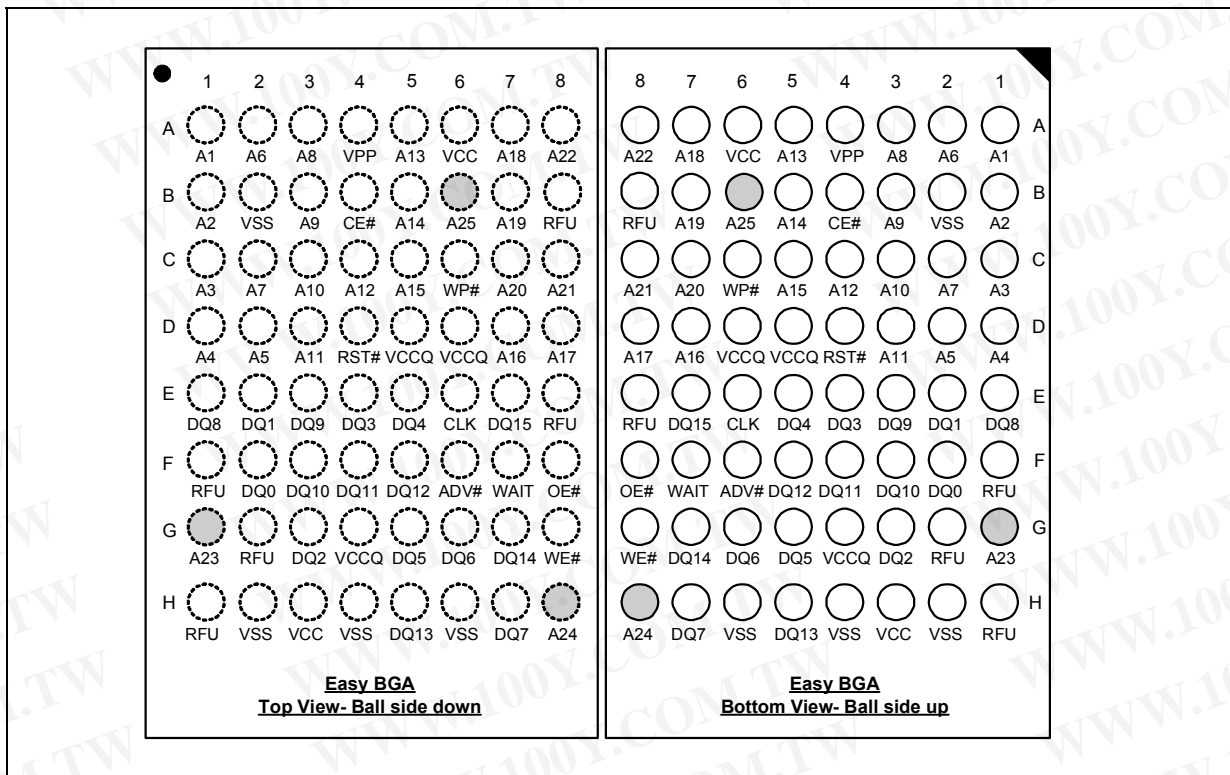 1 2 3 4 5 6 7 8
A
A1 A6 A8 VPP A13 VCC A18 A22
B
A2 VSS A9 CE# A14 A25 A19 RFU
C
A3 A7 A10 A12 A15 WP# A20 A21
D
A4 A5 A11 RST# VCCQ VCCQ A16 A17
E
DQ8 DQ1 DQ9 DQ3 DQ4 CLK DQ15 RFU
F
RFU DQ0 DQ10 DQ11 DQ12 ADV# WAIT OE#
G
A23 RFU DQ2 VCCQ DQ5 DQ6 DQ14 WE#
H
RFU VSS VCC VSS DQ13 VSS DQ7 A24
Easy BGA
Top View- Ball side down
8 7 6 5 4 3 2 1
A
A22 A18 VCC A13 VPP A8 A6 A1
B
RFU A19 A25 A14 CE# A9 VSS A2
C
A21 A20 WP# A15 A12 A10 A7 A3
D
A17 A16 VCCQ VCCQ RST# A11 A5 A4
E
RFU DQ15 CLK DQ4 DQ3 DQ9 DQ1 DQ8
F
OE# WAIT ADV# DQ12 DQ11 DQ10 DQ0 RFU
G
WE# DQ14 DQ6 DQ5 VCCQ DQ2 RFU A23
H
A24 DQ7 VSS DQ13 VSS VCC VSS RFU
Easy BGA
Bottom View- Ball side up
WWW.100Y.COM.TW